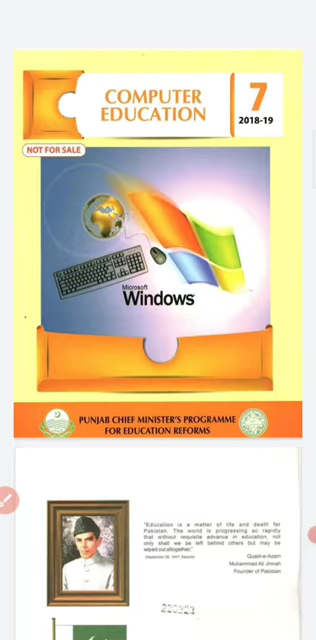 COMPUTER
EDUCATION
7
2018-19
NOT FOR SALE
Microsoft
Windows
PUNJAB CHIEF MINISTER'S PROGRAMME
FOR EDUCATION REFORMS
"Education is a matter of life and death for
Pakistan. The world is progressing so rapidly
that without requisite advance in education, not
only shall we be left behind others but may be
wiped out altogether."
Quaid-e-Azam
Muhammad Ali Jinnah
Founder of Pakistan